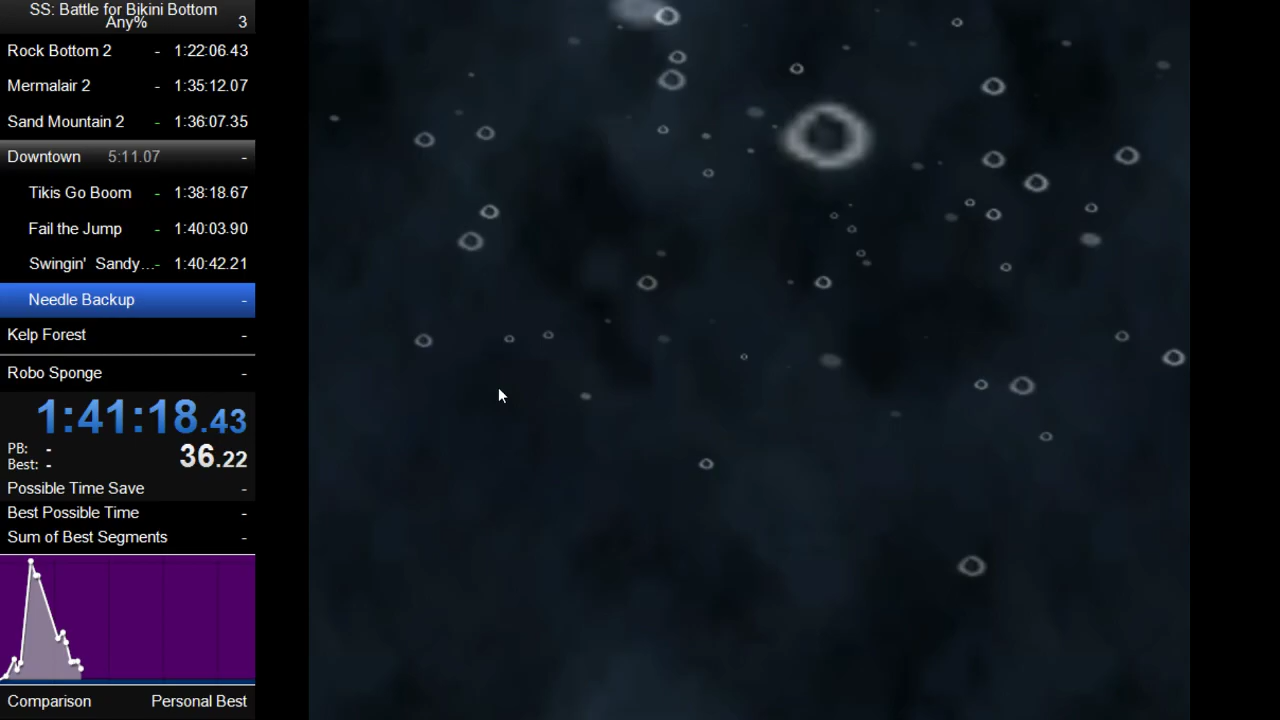 SS: Battle for Bikini Bottom
Any% 3
Rock Bottom 2 - 1:22:06.43
Mermalair 2 - 1:35:12.07
Sand Mountain 2 - 1:36:07.35
Downtown 5:11.07 -
Tikis Go Boom - 1:38:18.67
Fail the Jump - 1:40:03.90
Swingin' Sandy...- 1:40:42.21
Needle Backup -
Kelp Forest -
Robo Sponge -
1:41:18.43
PB: -
Best: - 36.22
Possible Time Save -
Best Possible Time -
Sum of Best Segments -
Comparison Personal Best